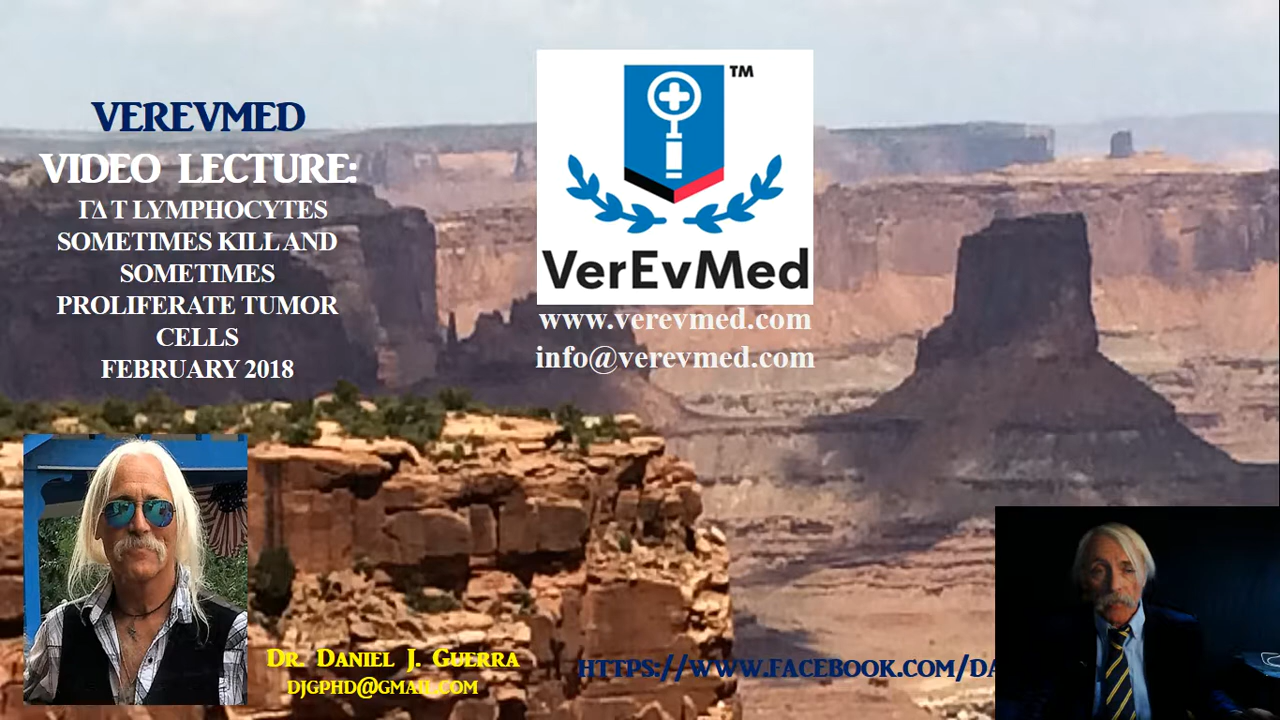 VEREVMED
VIDEO LECTURE:
ΓΔ T LYMPHOCYTES
SOMETIMES KILL AND
SOMETIMES
PROLIFERATE TUMOR
CELLS
FEBRUARY 2018
TM
VerEvMed
www.verevmed.com
info@verevmed.com
DR. DANIEL J. GUERRA
DJGPHD@GMAIL.COM
HTTPS://WWW.FACEBOOK.COM/DA